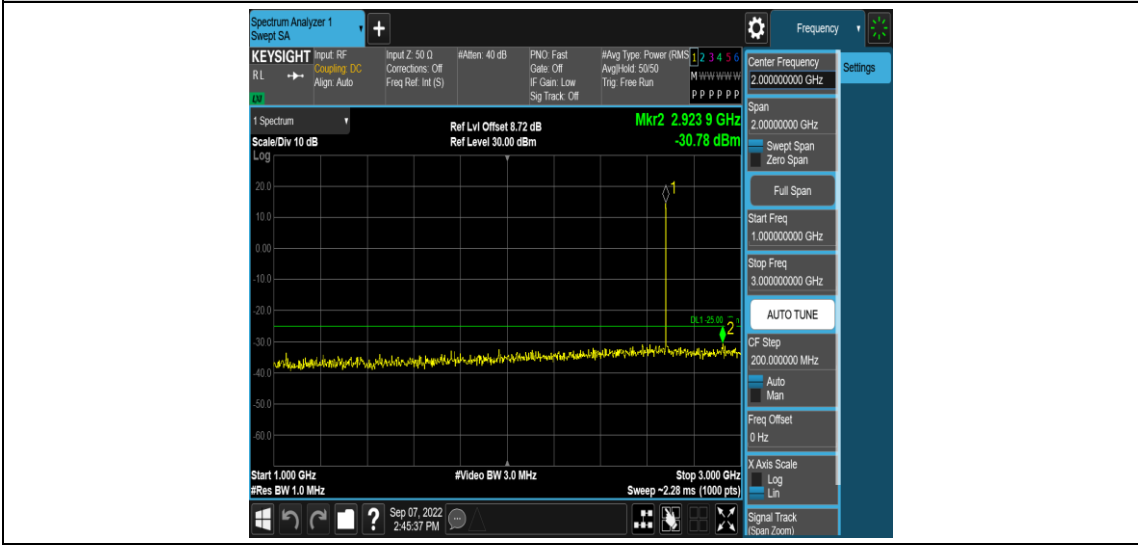 Spectrum Analyzer 1
Swept SA
+
Frequency
KEYSIGHT
RL
Input: RF
Coupling: DC
Align: Auto
Input Z: 50 Ω
Corrections: Off
Freq Ref: Int (S)
#Atten: 40 dB
PNO: Fast
Gate: Off
IF Gain: Low
Sig Track: Off
#Avg Type: Power (RMS
Avg|Hold: 50/50
Trig: Free Run
1 2 3 4 5 6
M W W W W W
P P P P P P
1 Spectrum
Scale/Div 10 dB
Log
Ref Lvl Offset 8.72 dB
Ref Level 30.00 dBm
Mkr2 2.923 9 GHz
-30.78 dBm
20.0
10.0
0.00
-10.0
-20.0
-30.0
-40.0
-50.0
-60.0
1
DL1 -25.00
2
Start 1.000 GHz
#Res BW 1.0 MHz
#Video BW 3.0 MHz
Stop 3.000 GHz
Sweep ~2.28 ms (1000 pts)
?
Sep 07, 2022
2:45:37 PM
Center Frequency
2.000000000 GHz
Settings
Span
2.00000000 GHz
Swept Span
Zero Span
Full Span
Start Freq
1.000000000 GHz
Stop Freq
3.000000000 GHz
AUTO TUNE
CF Step
200.000000 MHz
Auto
Man
Freq Offset
0 Hz
X Axis Scale
Log
Lin
Signal Track
(Span Zoom)